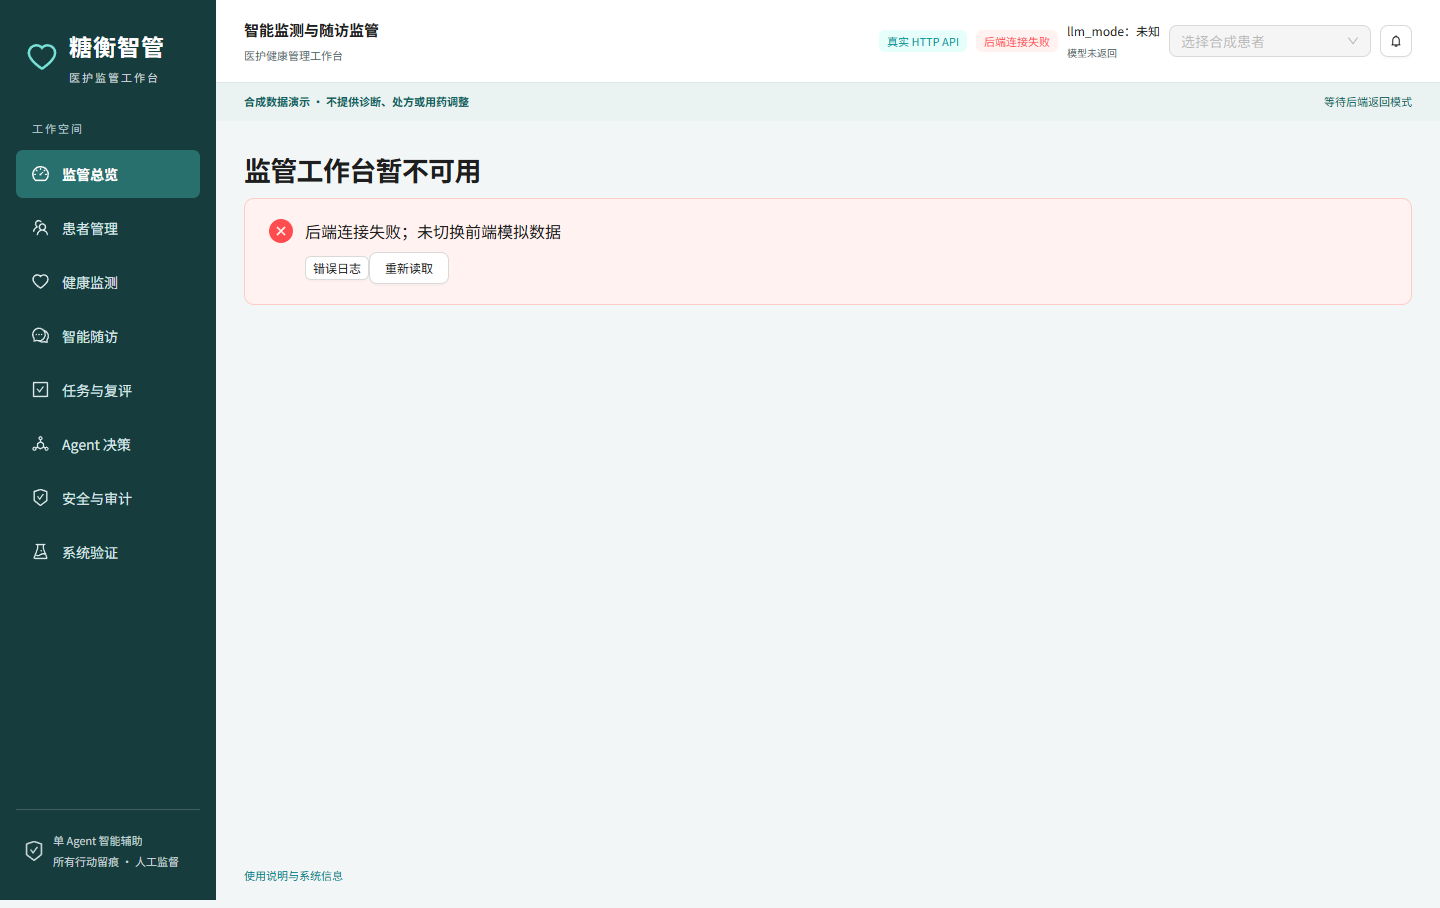 糖衡智管
医护监管工作台
工作空间
监管总览
患者管理
健康监测
智能随访
任务与复评
Agent 决策
安全与审计
系统验证
单 Agent 智能辅助
所有行动留痕 · 人工监督
智能监测与随访监管
医护健康管理工作台
真实 HTTP API
后端连接失败
llm_mode：未知
模型未返回
选择合成患者
合成数据演示 · 不提供诊断、处方或用药调整
等待后端返回模式
监管工作台暂不可用
后端连接失败；未切换前端模拟数据
错误日志
重新读取
使用说明与系统信息